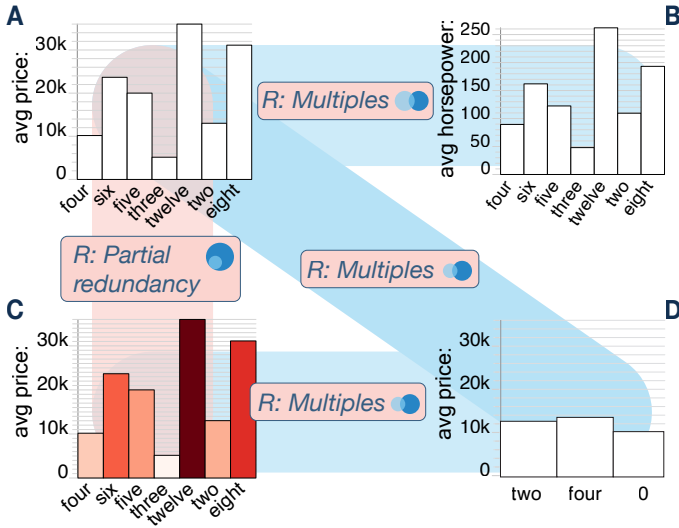 A
avg price:
30k
10k
0
four
six
five
three
twelve
two
eight
R: Multiples
B
avg horsepower:
250
200
150
100
50
0
four
six
five
three
twelve
two
eight
R: Partial
redundancy
R: Multiples
C
avg price:
30k
20k
10k
0
four
six
five
three
twelve
two
eight
R: Multiples
D
avg price:
30k
20k
10k
0
two
four
0